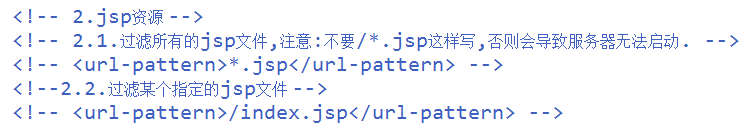 <!-- 2.jsp资源 -->
<!-- 2.1.过滤所有的jsp文件,注意:不要/*.jsp这样写,否则会导致服务器无法启动. -->
<!-- <url-pattern>*.jsp</url-pattern> -->
<!--2.2.过滤某个指定的jsp文件 -->
<!-- <url-pattern>/index.jsp</url-pattern> -->